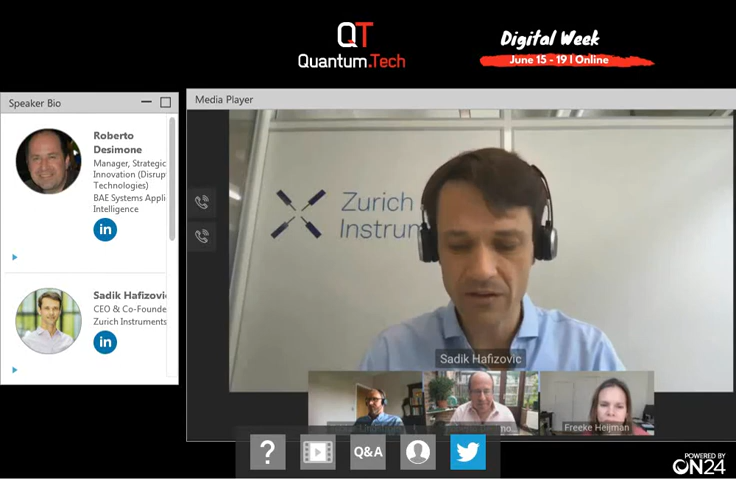 QT
Quantum.Tech
Digital Week
June 15 - 19 | Online
Speaker Bio
Roberto
Desimone
Manager, Strategic
Innovation (Disrup
Technologies)
BAE Systems Appli
Intelligence
in
Sadik Hafizovi
CEO & Co-Founde
Zurich Instruments
in
Media Player
Zurich
Instrum
Sadik Hafizovic
Freeke Heijman
?
Q&A
POWERED BY
ON24